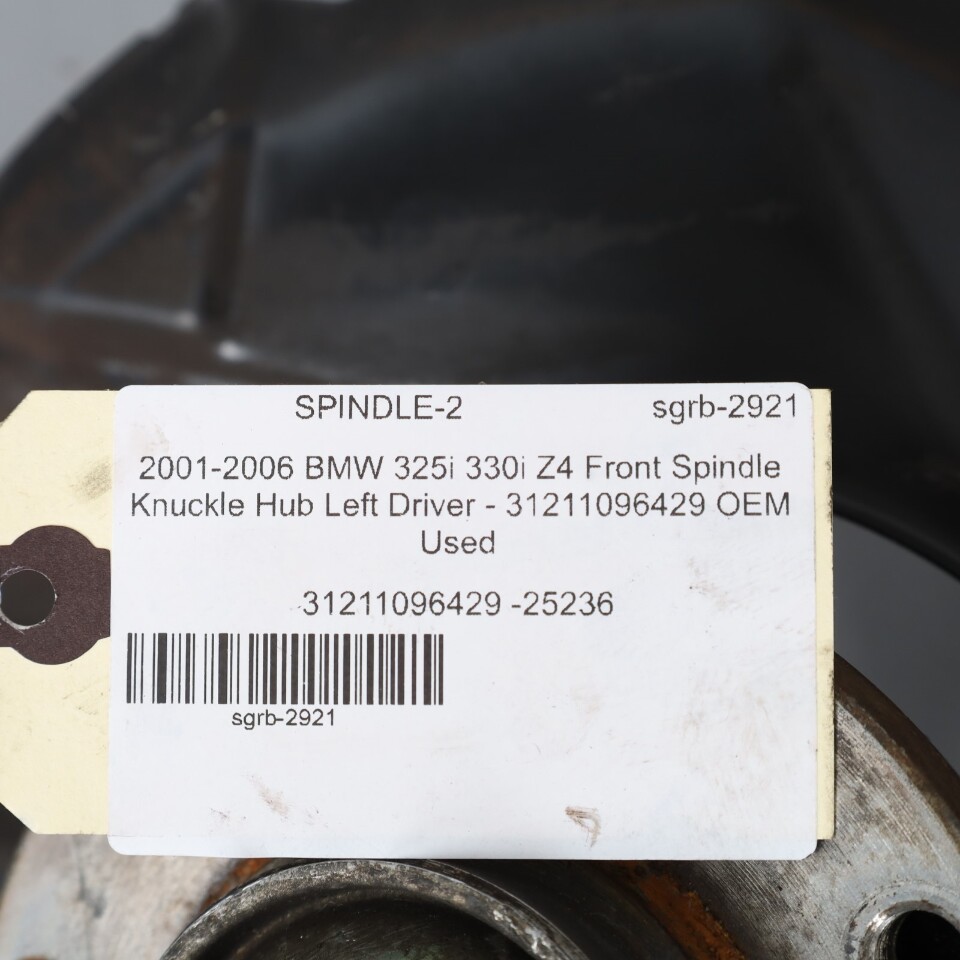 SPINDLE-2 sgrb-2921
2001-2006 BMW 325i 330i Z4 Front Spindle
Knuckle Hub Left Driver - 31211096429 OEM
Used
31211096429 -25236
sgrb-2921